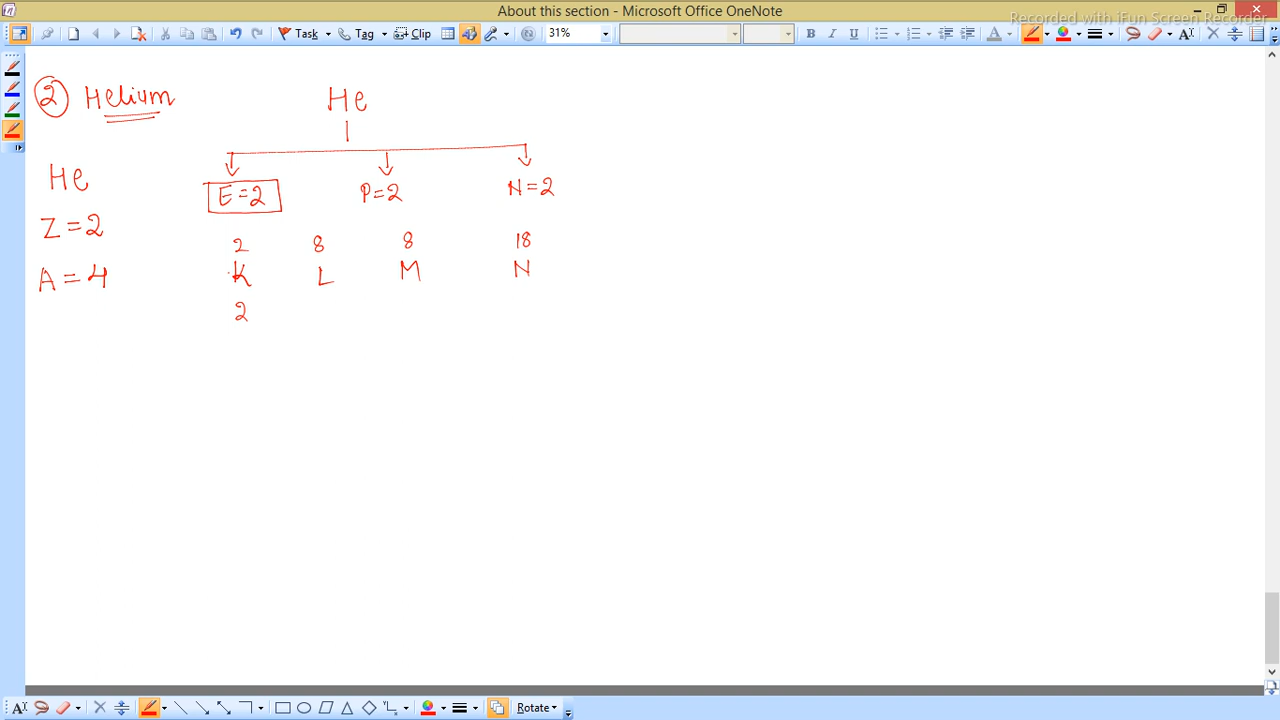 About this section - Microsoft Office OneNote
Recorded with iFun Screen Recorder
Task Tag Clip 31% B I U A
② Helium
He
He
Z = 2
A = 4
E = 2 P = 2 N = 2
2 8 8 18
K L M N
2
A Rotate